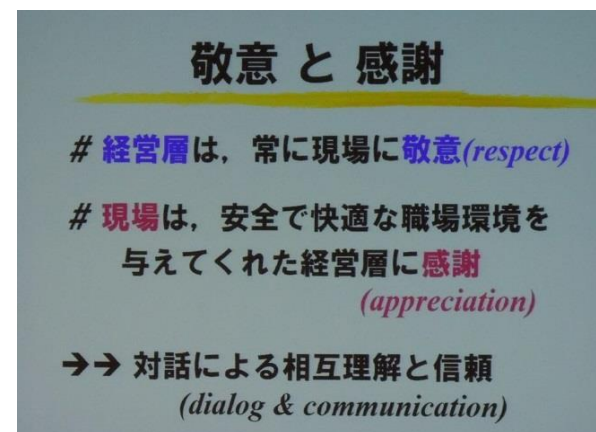 敬意 と 感謝
# 経営層は，常に現場に敬意(respect)
# 現場は，安全で快適な職場環境を
与えてくれた経営層に感謝
(appreciation)
→→ 対話による相互理解と信頼
(dialog & communication)